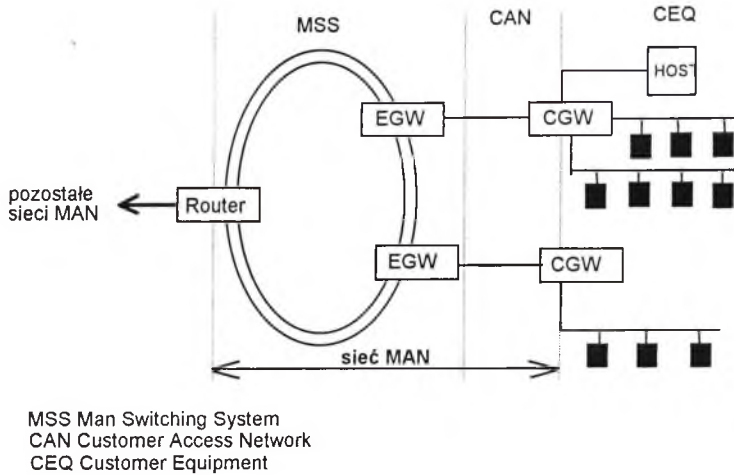 MSS
CAN
CEQ
HOST
EGW
CGW
pozostałe
sieci MAN
Router
EGW
CGW
sieć MAN
MSS Man Switching System
CAN Customer Access Network
CEQ Customer Equipment